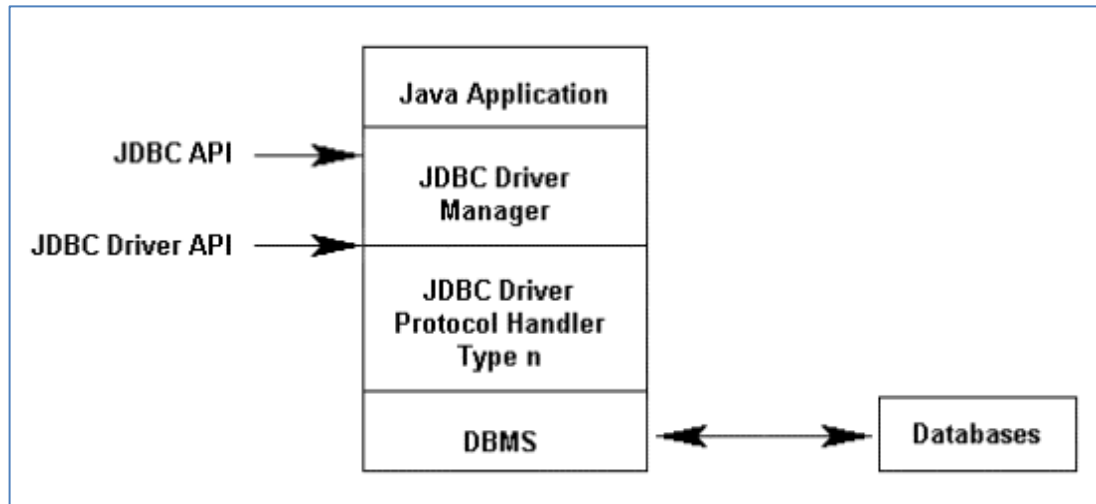 Java Application
JDBC API
JDBC Driver
Manager
JDBC Driver API
JDBC Driver
Protocol Handler
Type n
DBMS
Databases